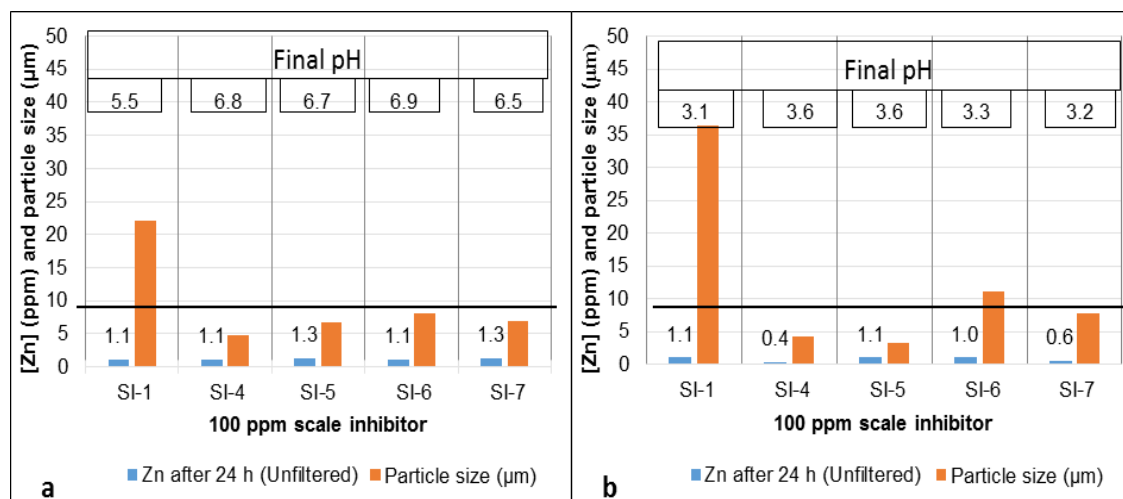 [Zn] (ppm) and particle size (µm)
50
45
40
35
30
25
20
15
10
5
0
Final pH
5.5 6.8 6.7 6.9 6.5
1.1 1.1 1.3 1.1 1.3
SI-1 SI-4 SI-5 SI-6 SI-7
100 ppm scale inhibitor
Zn after 24 h (Unfiltered) Particle size (µm)
a
[Zn] (ppm) and particle size (µm)
50
45
40
35
30
25
20
15
10
5
0
Final pH
3.1 3.6 3.6 3.3 3.2
1.1 0.4 1.1 1.0 0.6
SI-1 SI-4 SI-5 SI-6 SI-7
100 ppm scale inhibitor
Zn after 24 h (Unfiltered) Particle size (µm)
b